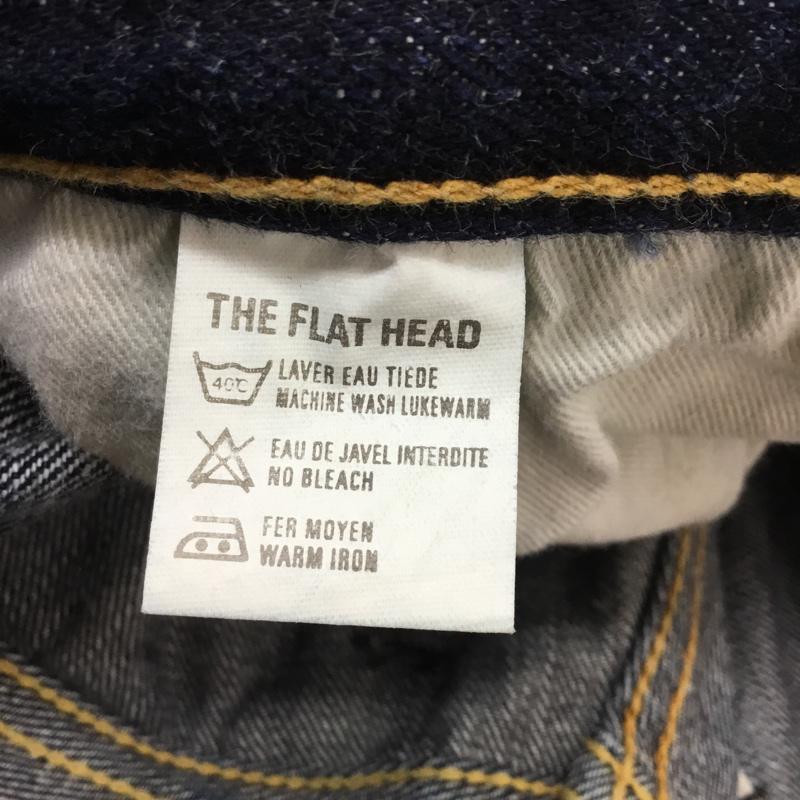 THE FLAT HEAD
40℃
LAVER EAU TIEDE
MACHINE WASH LUKEWARM
EAU DE JAVEL INTERDITE
NO BLEACH
FER MOYEN
WARM IRON